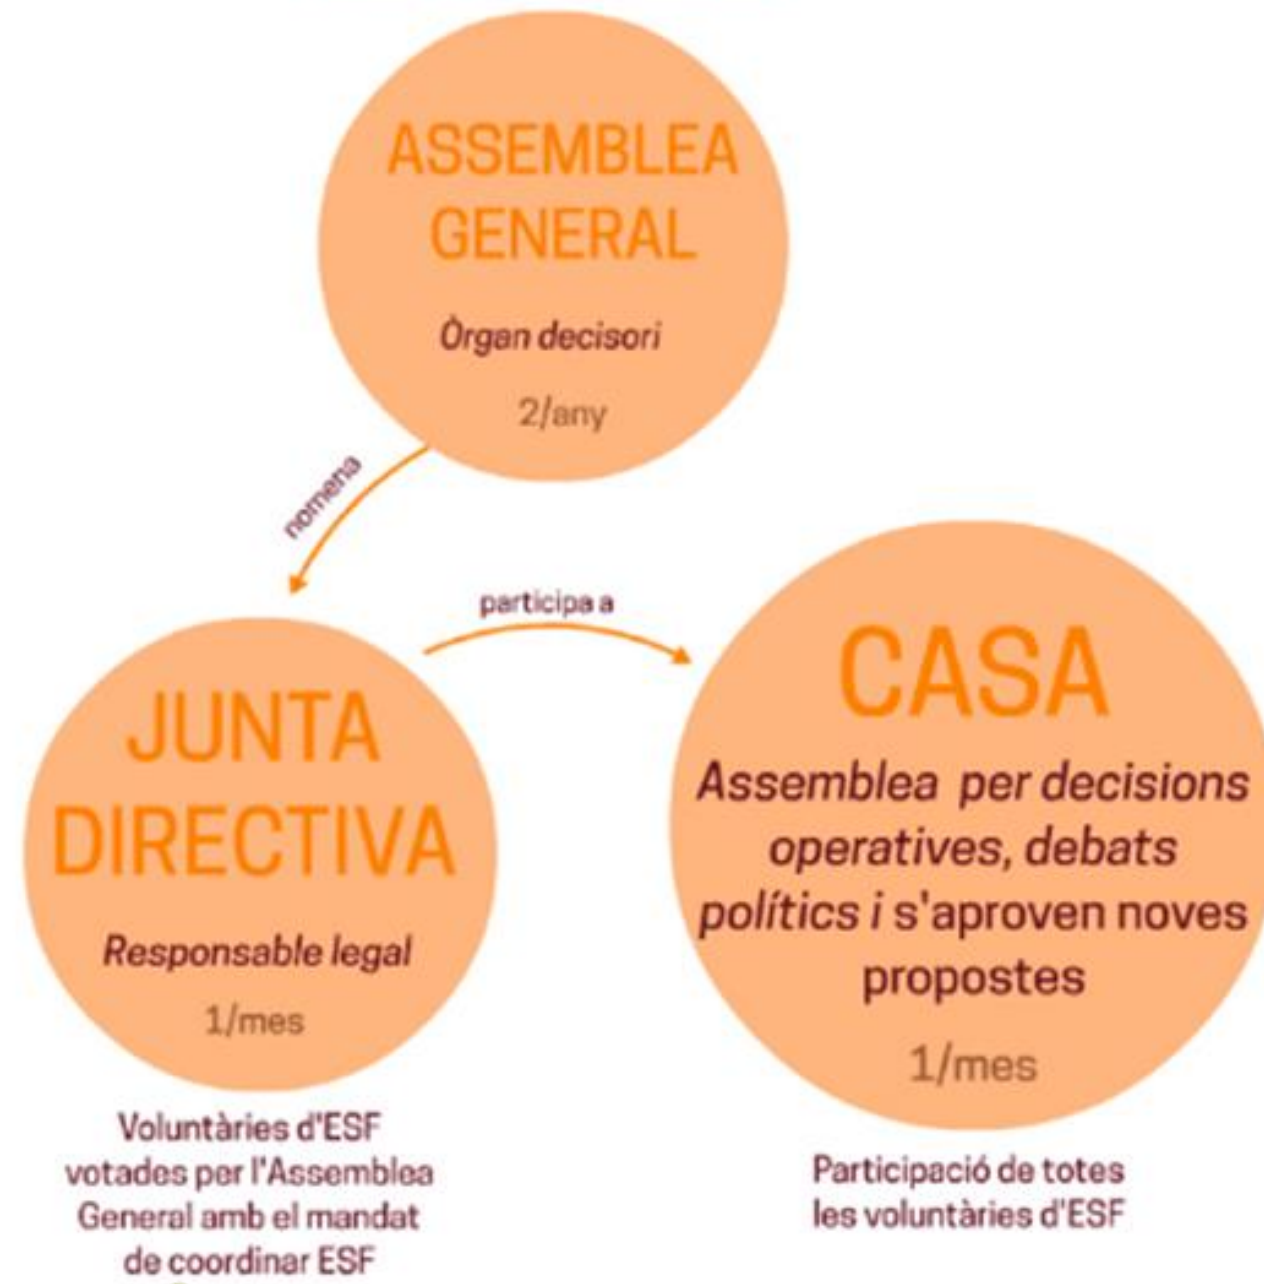 ASSEMBLEA
GENERAL
Òrgan decisori
2/any
nomena
participa a
JUNTA
DIRECTIVA
Responsable legal
1/mes
Voluntàries d'ESF
votades per l'Assemblea
General amb el mandat
de coordinar ESF
CASA
Assemblea per decisions
operatives, debats
polítics i s'aproven noves
propostes
1/mes
Participació de totes
les voluntàries d'ESF